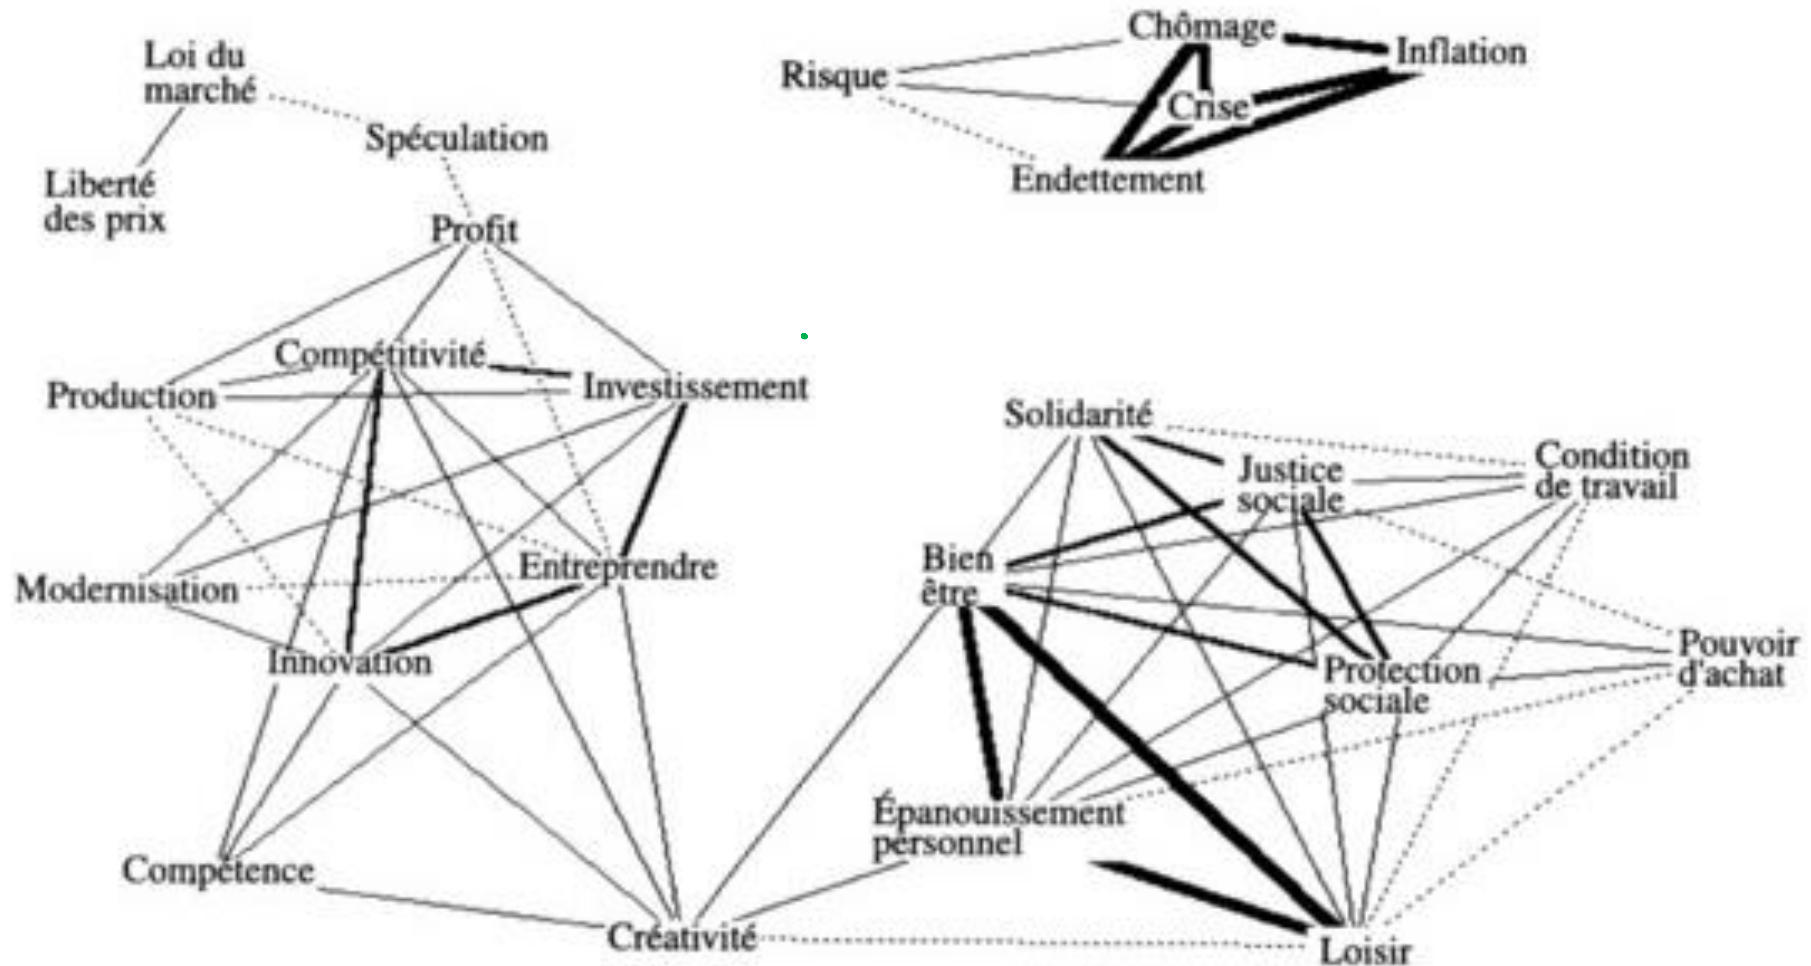 Chômage
Inflation
Loi du
marché
Risque
Crise
Spéculation
Endettement
Liberté
des prix
Profit
Compétitivité
Investissement
Production
Solidarité
Justice
sociale
Condition
de travail
Entreprendre
Bien
être
Modernisation
Innovation
Pouvoir
d'achat
Protection
sociale
Épanouissement
personnel
Compétence
Créativité
Loisir